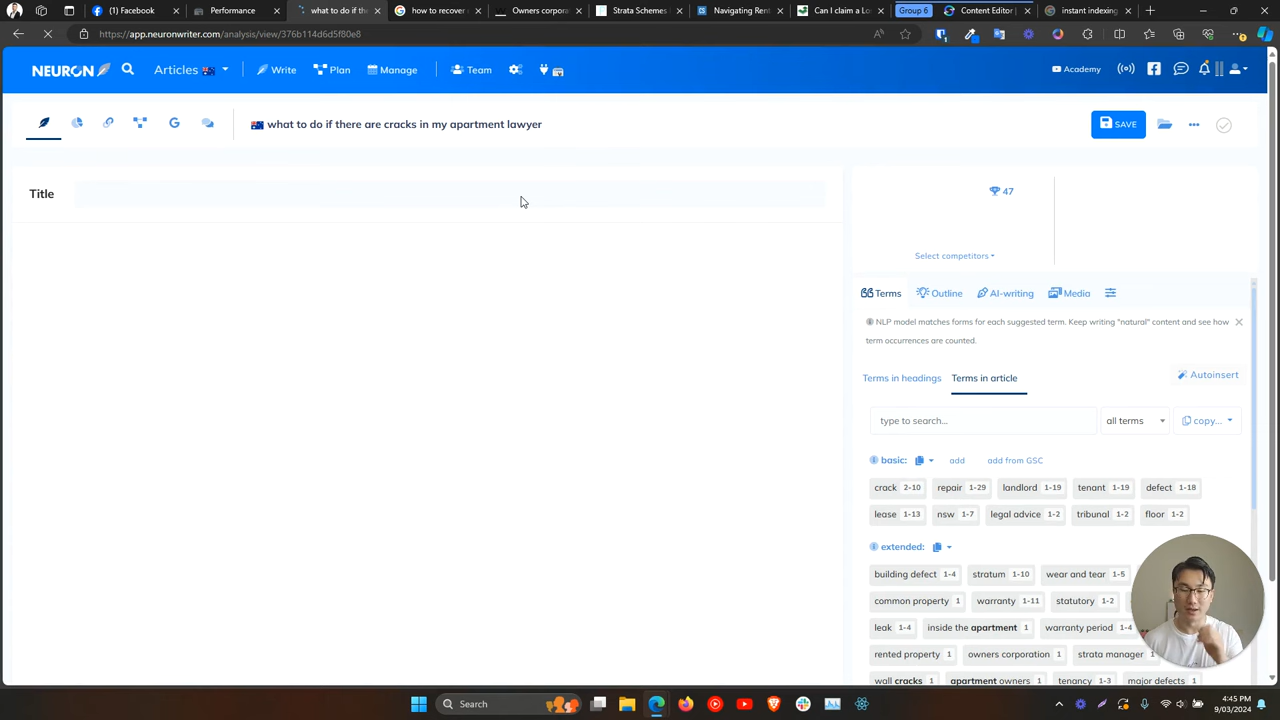 (2) Facebook
Performance
what to do if the
how to recover
Owners corpora
Strata Schemes
Navigating Rent
Can I claim a Lo
Group 6
Content Editor
instant indexing
https://app.neuronwriter.com/analysis/view/376b114d6d5f80e8
NEURON
Articles
Write
Plan
Manage
Team
Academy
what to do if there are cracks in my apartment lawyer
SAVE
Title
47
Select competitors
Terms
Outline
AI-writing
Media
NLP model matches forms for each suggested term. Keep writing "natural" content and see how
term occurrences are counted.
Terms in headings
Terms in article
Autoinsert
type to search...
all terms
copy...
basic:
add
add from GSC
crack 2-10
repair 1-29
landlord 1-19
tenant 1-19
defect 1-18
lease 1-13
nsw 1-7
legal advice 1-2
tribunal 1-2
floor 1-2
extended:
building defect 1-4
stratum 1-10
wear and tear 1-5
common property 1
warranty 1-11
statutory 1-2
leak 1-4
inside the apartment 1
warranty period 1-4
rented property 1
owners corporation 1
strata manager 1
wall cracks 1
apartment owners 1
tenancy 1-3
major defects 1
Search
4:45 PM
9/03/2024